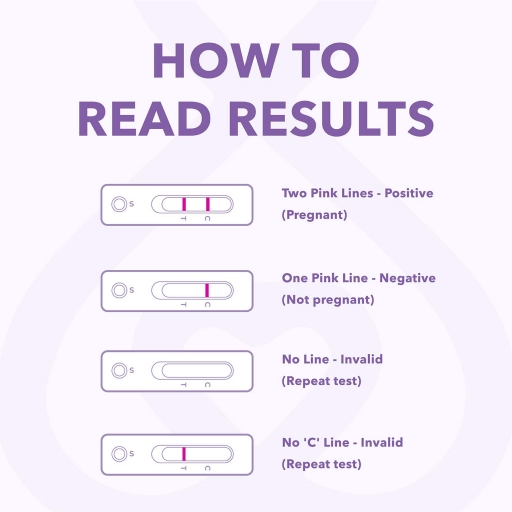 HOW TO
READ RESULTS
S
T C
Two Pink Lines - Positive
(Pregnant)
S
T C
One Pink Line - Negative
(Not pregnant)
S
T C
No Line - Invalid
(Repeat test)
S
T C
No 'C' Line - Invalid
(Repeat test)